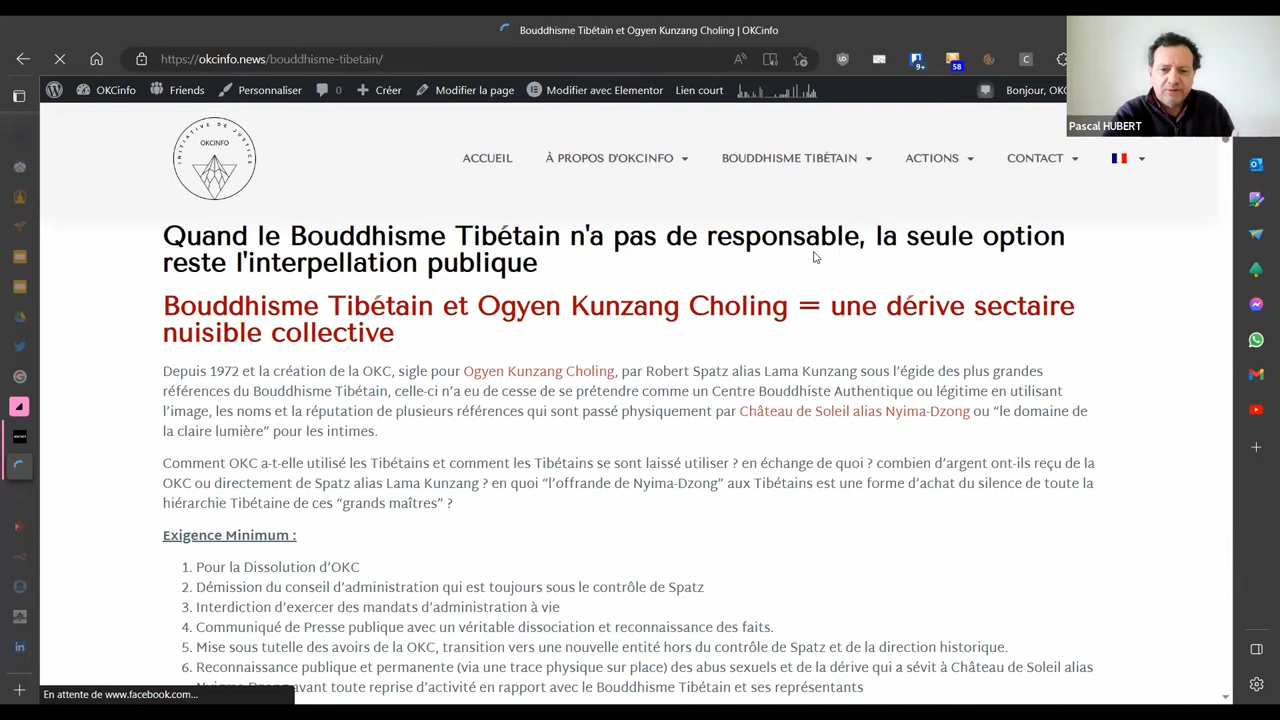 Bouddhisme Tibétain et Ogyen Kunzang Choling | OKCinfo
https://okcinfo.news/bouddhisme-tibetain/
9+
58
OKCinfo Friends Personnaliser 0 Créer Modifier la page Modifier avec Elementor Lien court Bonjour, OKC
Pascal HUBERT
INITIATIVE DE JUSTICE
OKCINFO
ACCUEIL À PROPOS D'OKCINFO BOUDDHISME TIBÉTAIN ACTIONS CONTACT
Quand le Bouddhisme Tibétain n'a pas de responsable, la seule option
reste l'interpellation publique
Bouddhisme Tibétain et Ogyen Kunzang Choling = une dérive sectaire
nuisible collective
Depuis 1972 et la création de la OKC, sigle pour Ogyen Kunzang Choling, par Robert Spatz alias Lama Kunzang sous l'égide des plus grandes
références du Bouddhisme Tibétain, celle-ci n'a eu de cesse de se prétendre comme un Centre Bouddhiste Authentique ou légitime en utilisant
l'image, les noms et la réputation de plusieurs références qui sont passé physiquement par Château de Soleil alias Nyima-Dzong ou "le domaine de
la claire lumière" pour les intimes.
Comment OKC a-t-elle utilisé les Tibétains et comment les Tibétains se sont laissé utiliser ? en échange de quoi ? combien d'argent ont-ils reçu de la
OKC ou directement de Spatz alias Lama Kunzang ? en quoi "l'offrande de Nyima-Dzong" aux Tibétains est une forme d'achat du silence de toute la
hiérarchie Tibétaine de ces "grands maîtres" ?
Exigence Minimum :
1. Pour la Dissolution d'OKC
2. Démission du conseil d'administration qui est toujours sous le contrôle de Spatz
3. Interdiction d'exercer des mandats d'administration à vie
4. Communiqué de Presse publique avec un véritable dissociation et reconnaissance des faits.
5. Mise sous tutelle des avoirs de la OKC, transition vers une nouvelle entité hors du contrôle de Spatz et de la direction historique.
6. Reconnaissance publique et permanente (via une trace physique sur place) des abus sexuels et de la dérive qui a sévit à Château de Soleil alias
avant toute reprise d'activité en rapport avec le Bouddhisme Tibétain et ses représentants
En attente de www.facebook.com...